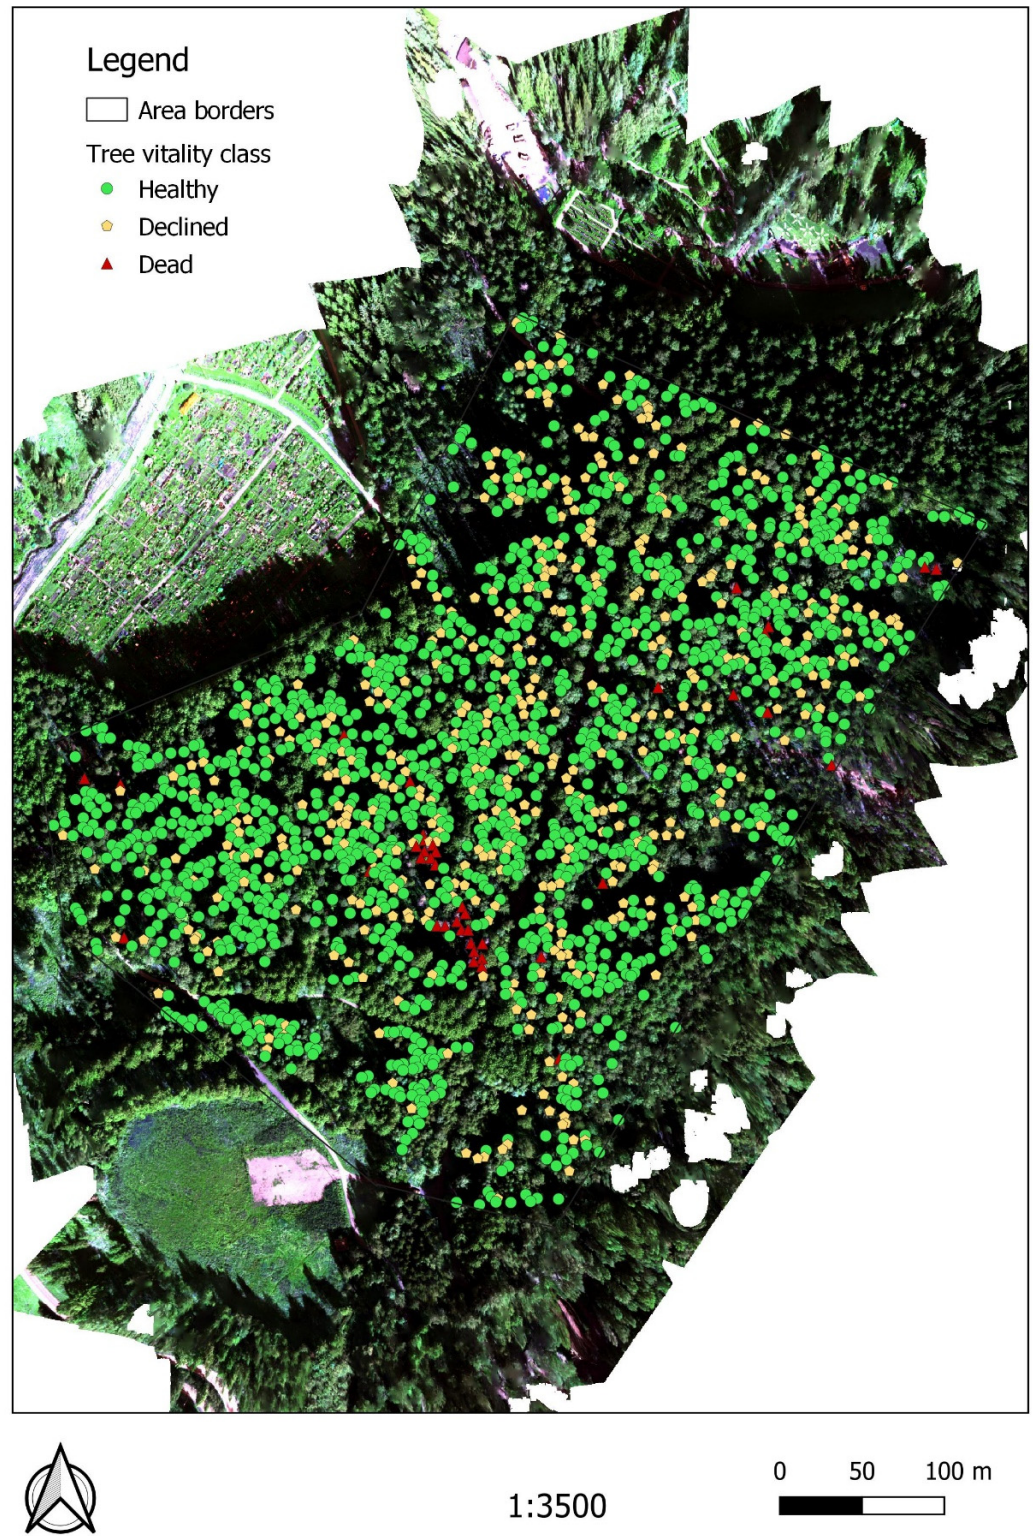 Legend
Area borders
Tree vitality class
Healthy
Declined
Dead
1:3500
0 50 100 m